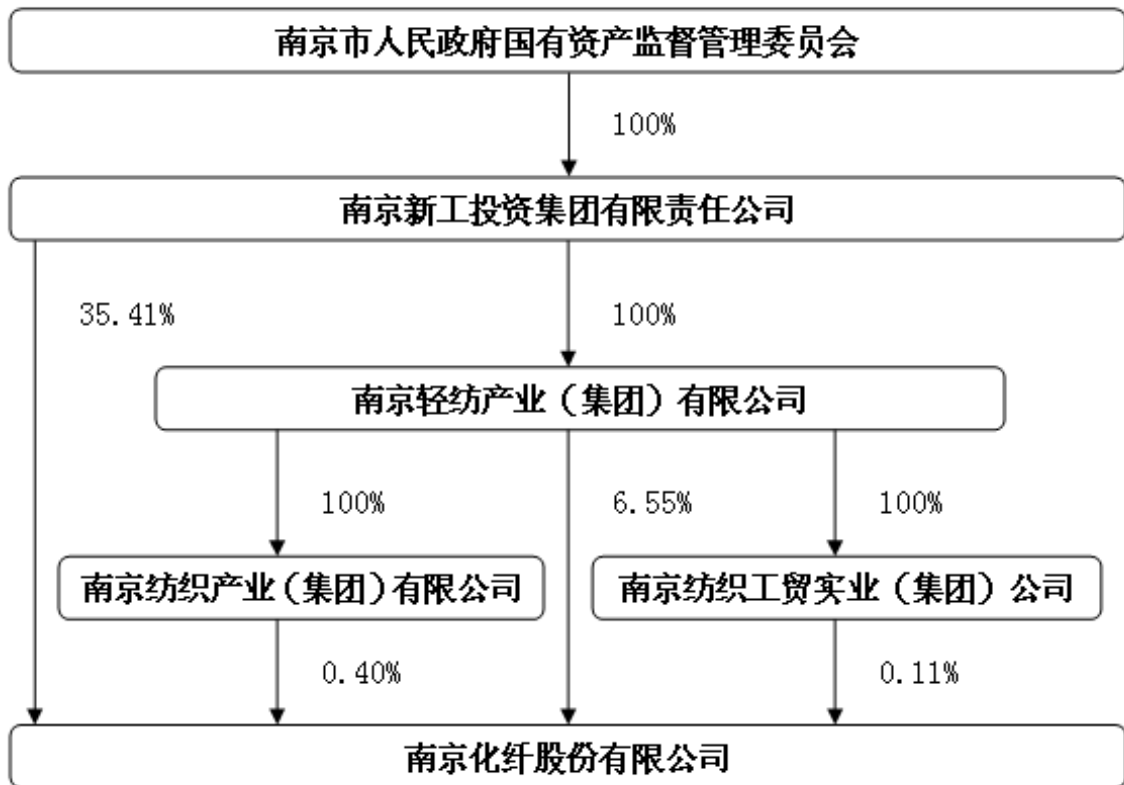 南京市人民政府国有资产监督管理委员会
100%
南京新工投资集团有限责任公司
35.41%
100%
南京轻纺产业（集团）有限公司
100%
6.55%
100%
南京纺织产业（集团）有限公司
南京纺织工贸实业（集团）公司
0.40%
0.11%
南京化纤股份有限公司